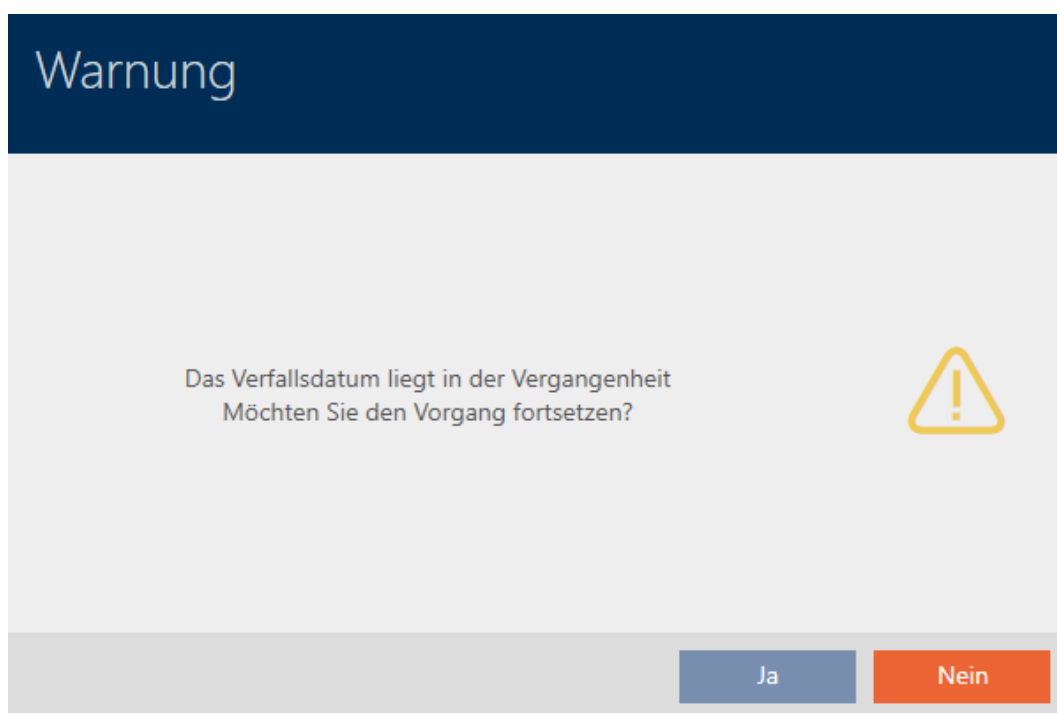 Warnung
Das Verfallsdatum liegt in der Vergangenheit
Möchten Sie den Vorgang fortsetzen?
Ja
Nein